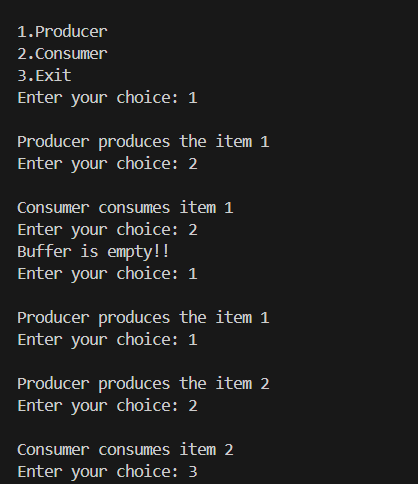 1.Producer
2.Consumer
3.Exit
Enter your choice: 1
Producer produces the item 1
Enter your choice: 2
Consumer consumes item 1
Enter your choice: 2
Buffer is empty!!
Enter your choice: 1
Producer produces the item 1
Enter your choice: 1
Producer produces the item 2
Enter your choice: 2
Consumer consumes item 2
Enter your choice: 3